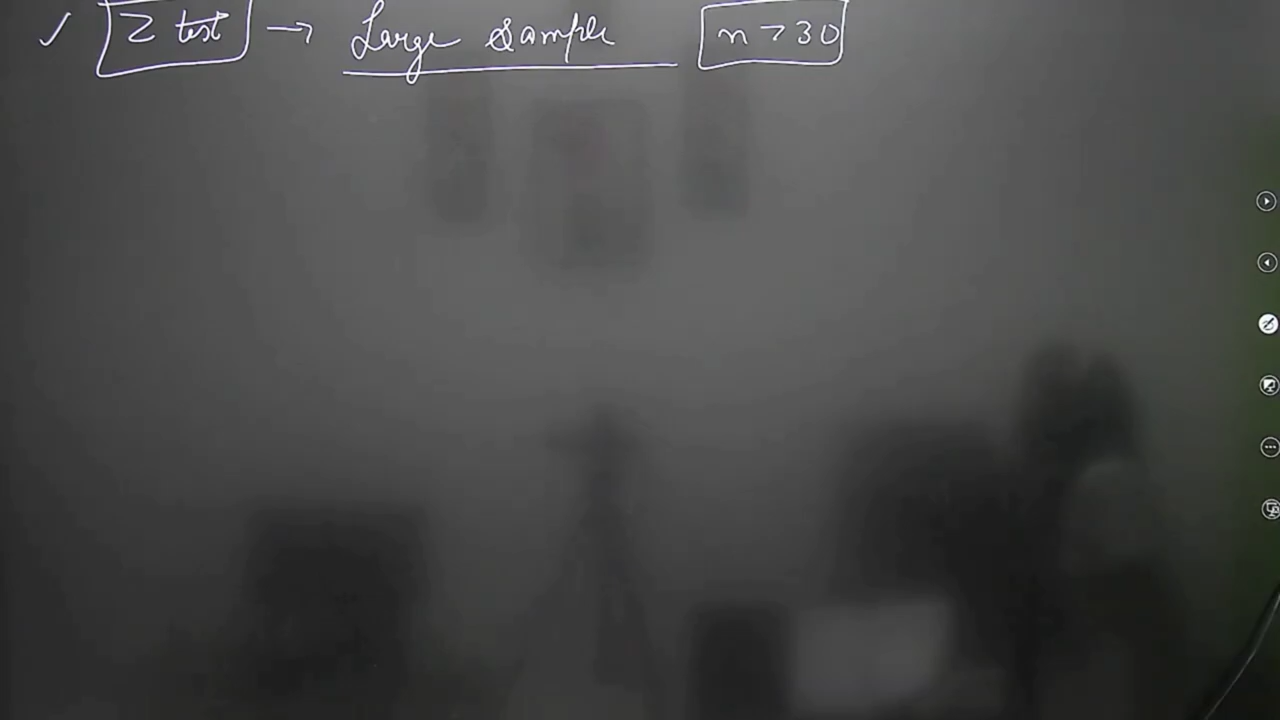 ✓ Z test → Large Sample n > 30